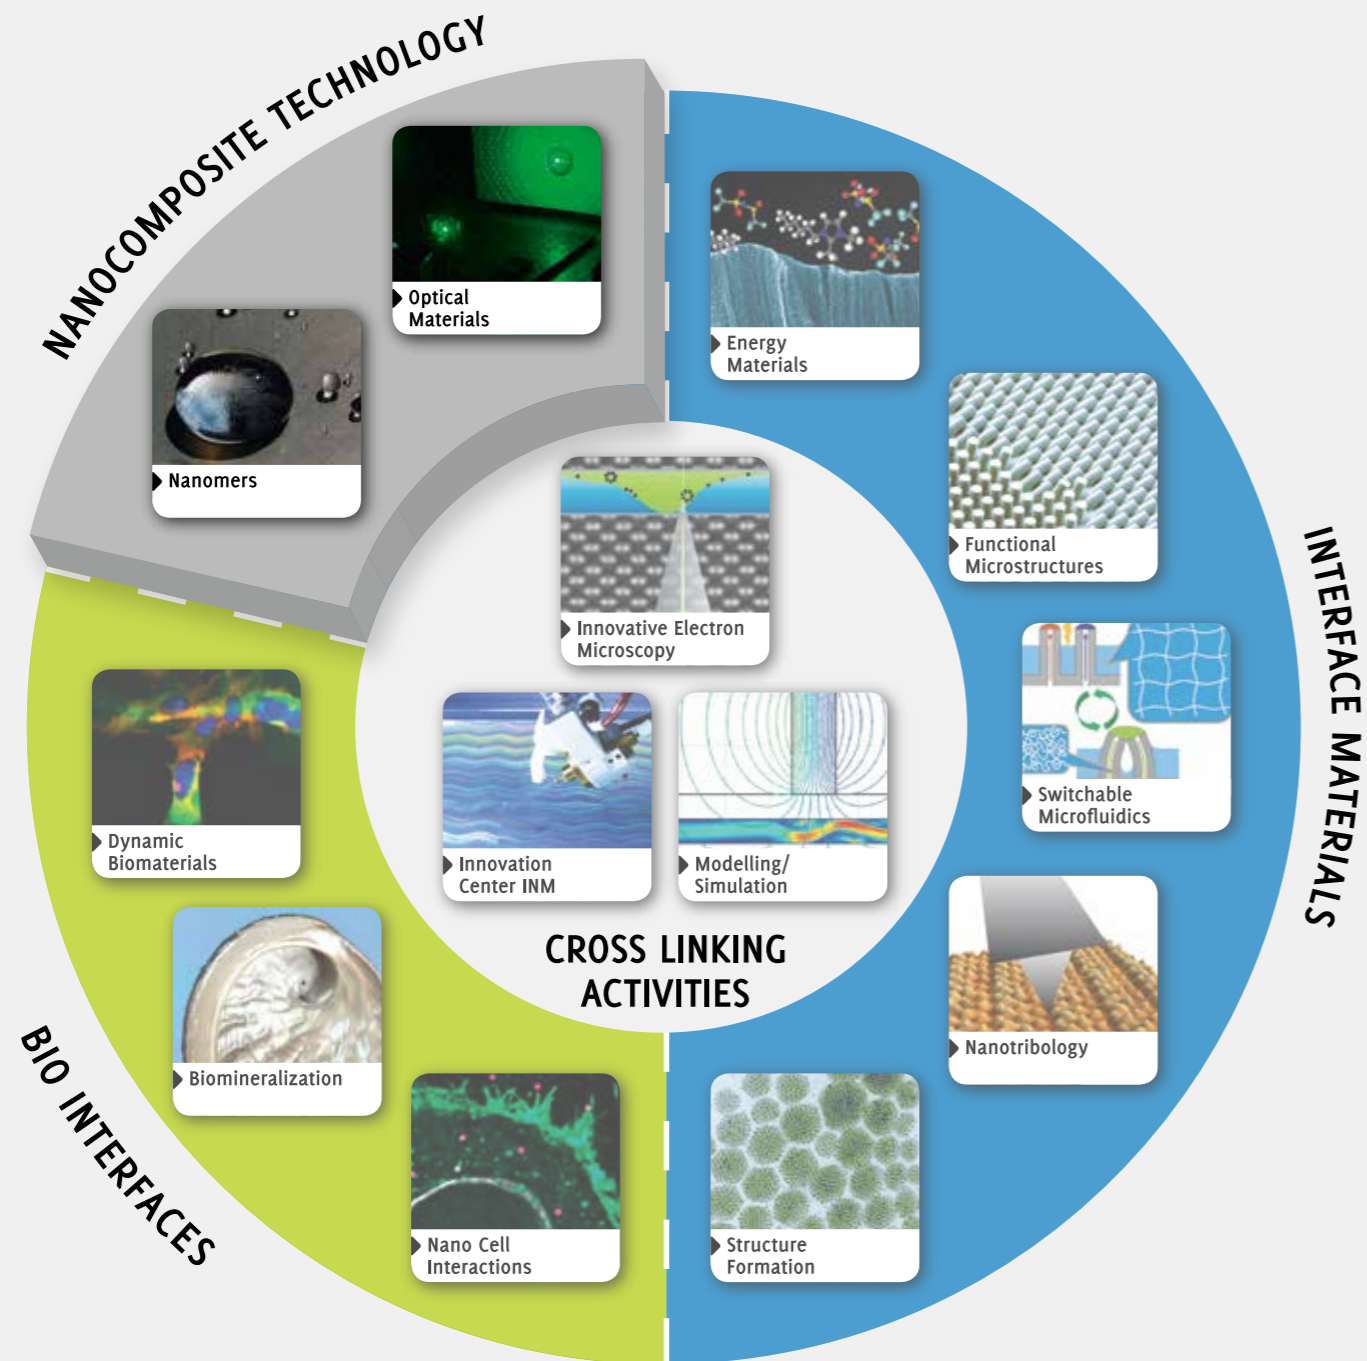 NANOCOMPOSITE TECHNOLOGY
Optical
Materials
Nanomers
INTERFACE MATERIALS
Energy
Materials
Functional
Microstructures
Switchable
Microfluidics
Nanotribology
Structure
Formation
BIO INTERFACES
Dynamic
Biomaterials
Biomineralization
Nano Cell
Interactions
Innovative Electron
Microscopy
Innovation
Center INM
Modelling/
Simulation
CROSS LINKING
ACTIVITIES